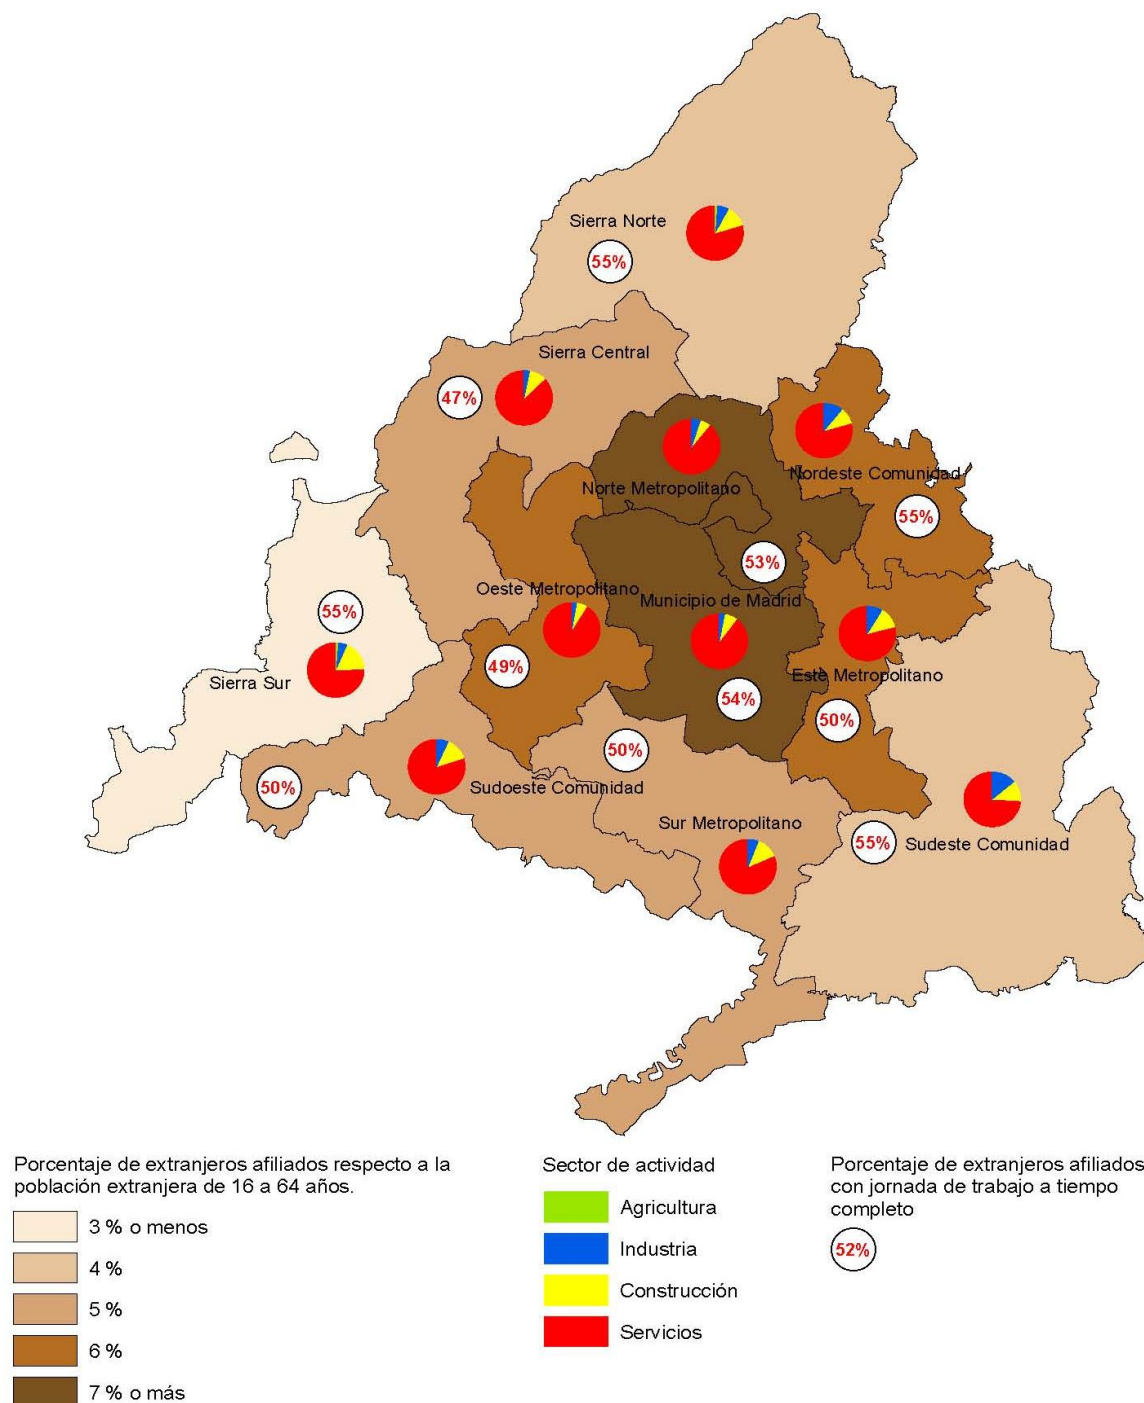 Sierra Norte
55%
Sierra Central
47%
Norte Metropolitano
Nordeste Comunidad
55%
53%
Oeste Metropolitano
Municipio de Madrid
55%
49%
Sierra Sur
Este Metropolitano
54%
50%
50%
50%
Sudoeste Comunidad
Sur Metropolitano
55%
Sudeste Comunidad
Porcentaje de extranjeros afiliados respecto a la
población extranjera de 16 a 64 años.
3 % o menos
4 %
5 %
6 %
7 % o más
Sector de actividad
Agricultura
Industria
Construcción
Servicios
Porcentaje de extranjeros afiliados
con jornada de trabajo a tiempo
completo
52%